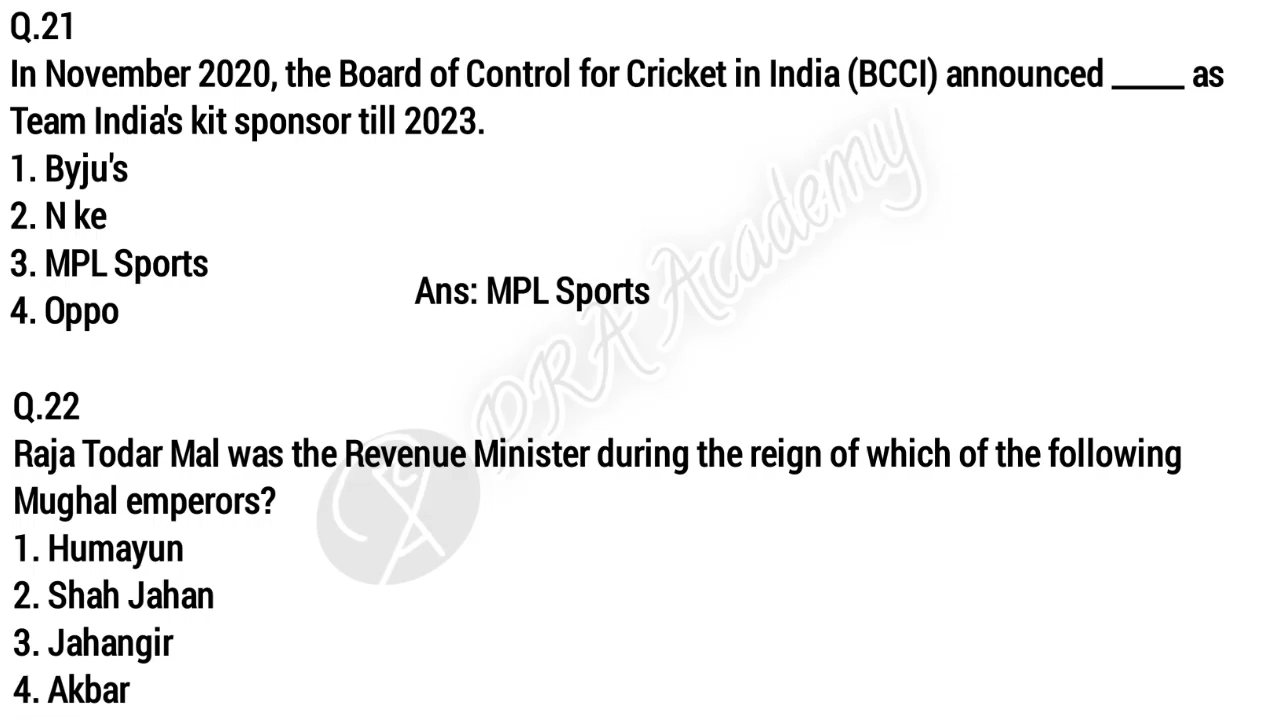 Q.21
In November 2020, the Board of Control for Cricket in India (BCCI) announced _____ as
Team India's kit sponsor till 2023.
1. Byju's
2. N ke
3. MPL Sports
4. Oppo
Ans: MPL Sports
PRA Academy
Q.22
Raja Todar Mal was the Revenue Minister during the reign of which of the following
Mughal emperors?
1. Humayun
2. Shah Jahan
3. Jahangir
4. Akbar